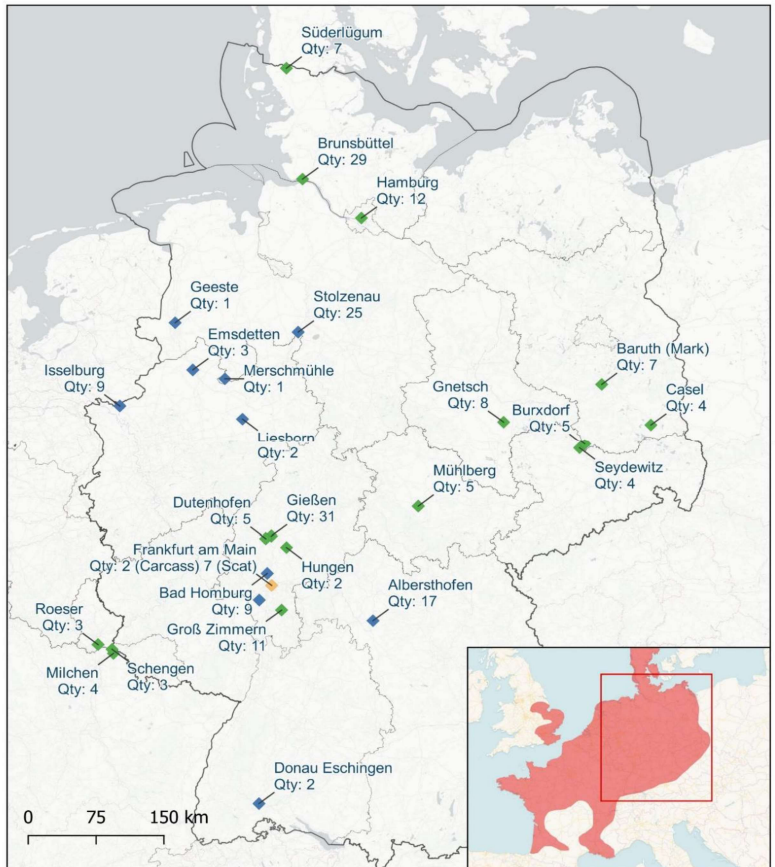 Süderlügum
Qty: 7
Brunsbüttel
Qty: 29
Hamburg
Qty: 12
Geeste
Qty: 1
Stolzenau
Qty: 25
Emsdetten
Qty: 3
Merschmühle
Qty: 1
Isselburg
Qty: 9
Baruth (Mark)
Qty: 7
Gnetsch
Qty: 8
Casel
Qty: 4
Burxdorf
Qty: 5
Liesborn
Qty: 2
Seydewitz
Qty: 4
Mühlberg
Qty: 5
Dutenhofen
Qty: 5
Gießen
Qty: 31
Frankfurt am Main
Qty: 2 (Carcass) 7 (Scat)
Hungen
Qty: 2
Bad Homburg
Qty: 9
Albersthofen
Qty: 17
Roeser
Qty: 3
Groß Zimmern
Qty: 11
Milchen
Qty: 4
Schengen
Qty: 3
Donau Eschingen
Qty: 2
0 75 150 km